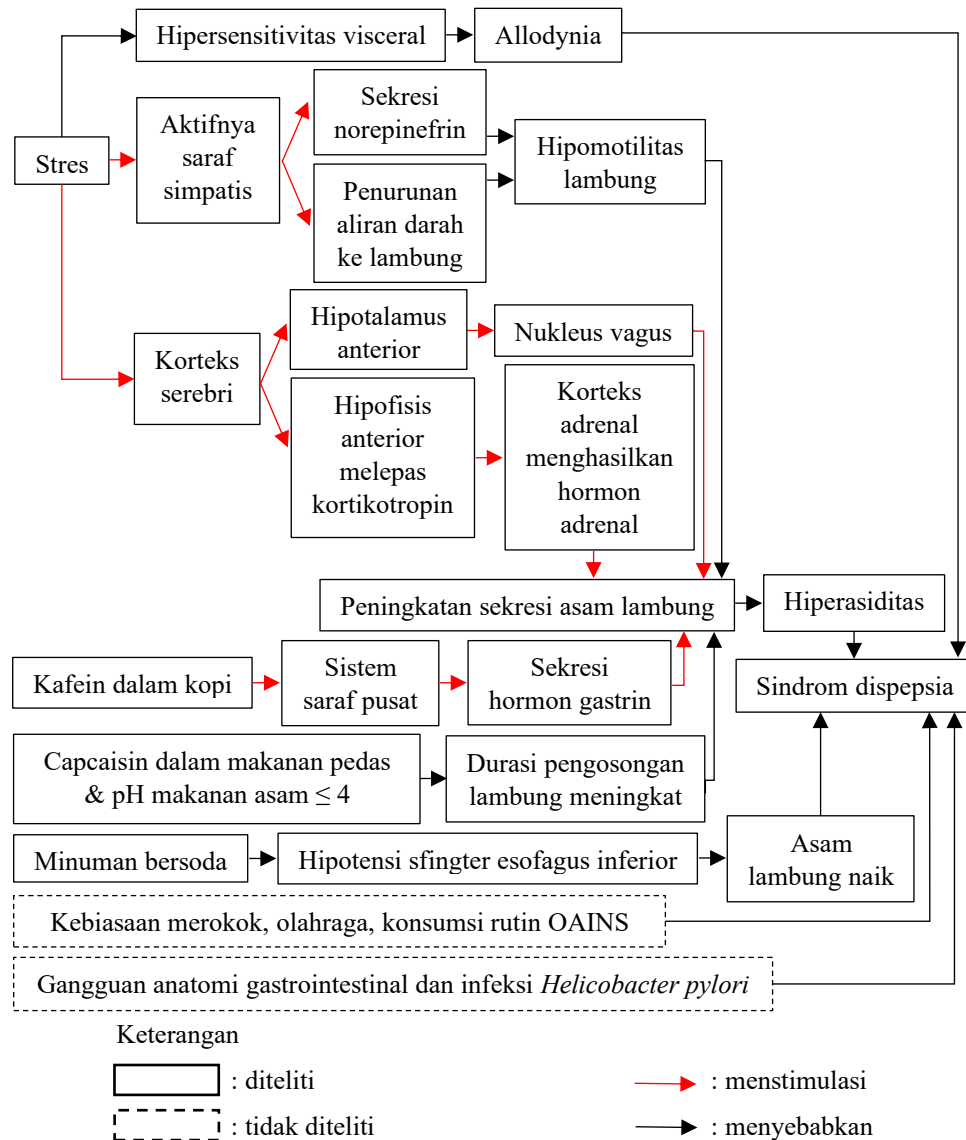 Hipersensitivitas visceral
Allodynia
Stres
Aktifnya
saraf
simpatis
Sekresi
norepinefrin
Penurunan
aliran darah
ke lambung
Hipomotilitas
lambung
Korteks
serebri
Hipotalamus
anterior
Nukleus vagus
Hipofisis
anterior
melepas
kortikotropin
Korteks
adrenal
menghasilkan
hormon
adrenal
Peningkatan sekresi asam lambung
Hiperasiditas
Kafein dalam kopi
Sistem
saraf pusat
Sekresi
hormon gastrin
Sindrom dispepsia
Capcaisin dalam makanan pedas
& pH makanan asam ≤ 4
Durasi pengosongan
lambung meningkat
Minuman bersoda
Hipotensi sfingter esofagus inferior
Asam
lambung naik
Kebiasaan merokok, olahraga, konsumsi rutin OAINS
Gangguan anatomi gastrointestinal dan infeksi Helicobacter pylori
Keterangan
: diteliti
: menstimulasi
: tidak diteliti
: menyebabkan